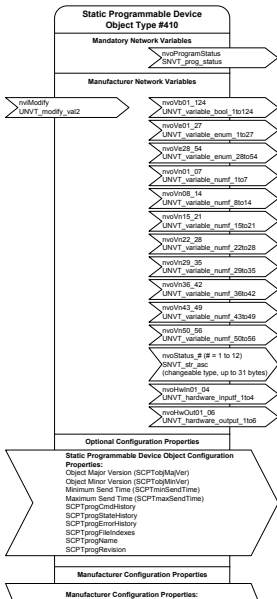 Static Programmable Device
Object Type #410
Mandatory Network Variables
nvoProgramStatus
SNVT_prog_status
Manufacturer Network Variables
nviModify
UNVT_modify_val2
nvoVb01_124
UNVT_variable_bool_1to124
nvoVe01_27
UNVT_variable_enum_1to27
nvoVe28_54
UNVT_variable_enum_28to54
nvoVn01_07
UNVT_variable_numf_1to7
nvoVn08_14
UNVT_variable_numf_8to14
nvoVn15_21
UNVT_variable_numf_15to21
nvoVn22_28
UNVT_variable_numf_22to28
nvoVn29_35
UNVT_variable_numf_29to35
nvoVn36_42
UNVT_variable_numf_36to42
nvoVn43_49
UNVT_variable_numf_43to49
nvoVn50_56
UNVT_variable_numf_50to56
nvoStatus_# (# = 1 to 12)
SNVT_str_asc
(changeable type, up to 31 bytes)
nvoHwIn01_04
UNVT_hardware_inputf_1to4
nvoHwOut01_06
UNVT_hardware_output_1to6
Optional Configuration Properties
Static Programmable Device Object Configuration
Properties:
Object Major Version (SCPTobjMajVer)
Object Minor Version (SCPTobjMinVer)
Minimum Send Time (SCPTminSendTime)
Maximum Send Time (SCPTmaxSendTime)
SCPTprogCmdHistory
SCPTprogStateHistory
SCPTprogErrorHistory
SCPTprogFileIndexes
SCPTprogName
SCPTprogRevision
Manufacturer Configuration Properties
Manufacturer Configuration Properties: